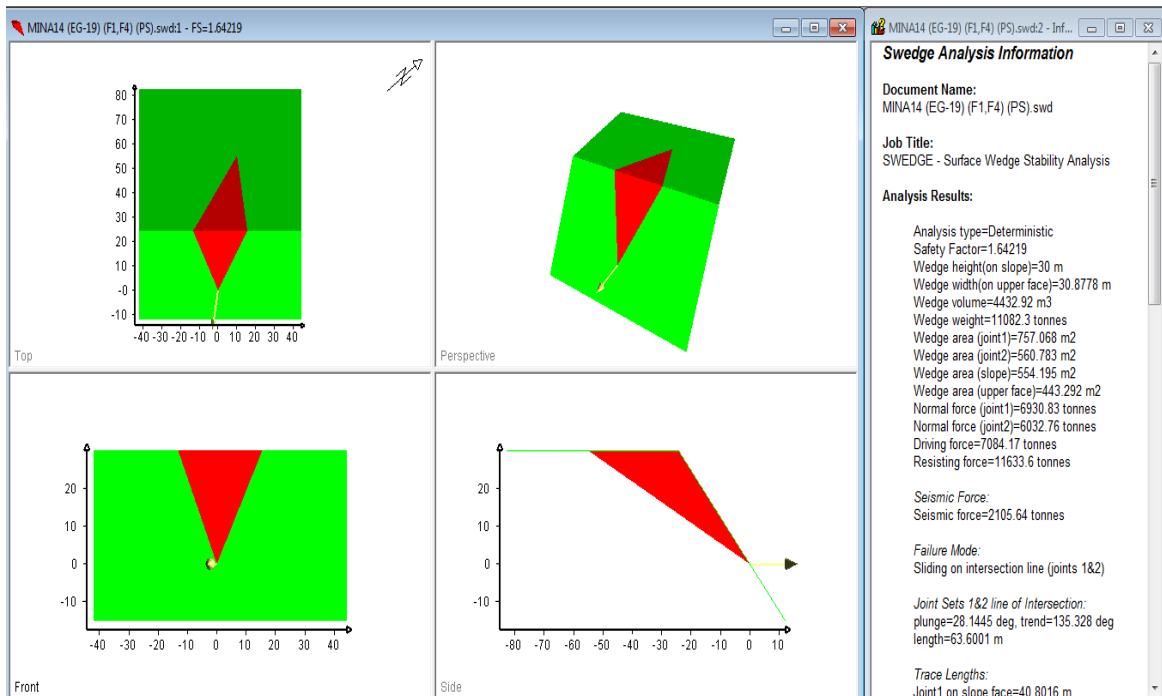 MINA14 (EG-19) (F1,F4) (PS).swd:1 - FS=1.64219
80
70
60
50
40
30
20
10
-0
-10
-40 -30 -20 -10 0 10 20 30 40
Top
Perspective
20
10
0
-10
-40 -30 -20 -10 0 10 20 30 40
Front
20
10
0
-10
-80 -70 -60 -50 -40 -30 -20 -10 0 10
Side
MINA14 (EG-19) (F1,F4) (PS).swd:2 - Inf...
Swedge Analysis Information
Document Name:
MINA14 (EG-19) (F1,F4) (PS).swd
Job Title:
SWEDGE - Surface Wedge Stability Analysis
Analysis Results:
Analysis type=Deterministic
Safety Factor=1.64219
Wedge height(on slope)=30 m
Wedge width(on upper face)=30.8778 m
Wedge volume=4432.92 m3
Wedge weight=11082.3 tonnes
Wedge area (joint1)=757.068 m2
Wedge area (joint2)=560.783 m2
Wedge area (slope)=554.195 m2
Wedge area (upper face)=443.292 m2
Normal force (joint1)=6930.83 tonnes
Normal force (joint2)=6032.76 tonnes
Driving force=7084.17 tonnes
Resisting force=11633.6 tonnes
Seismic Force:
Seismic force=2105.64 tonnes
Failure Mode:
Sliding on intersection line (joints 1&2)
Joint Sets 1&2 line of Intersection:
plunge=28.1445 deg, trend=135.328 deg
length=63.6001 m
Trace Lengths:
Joint1 on slope face=40.8016 m